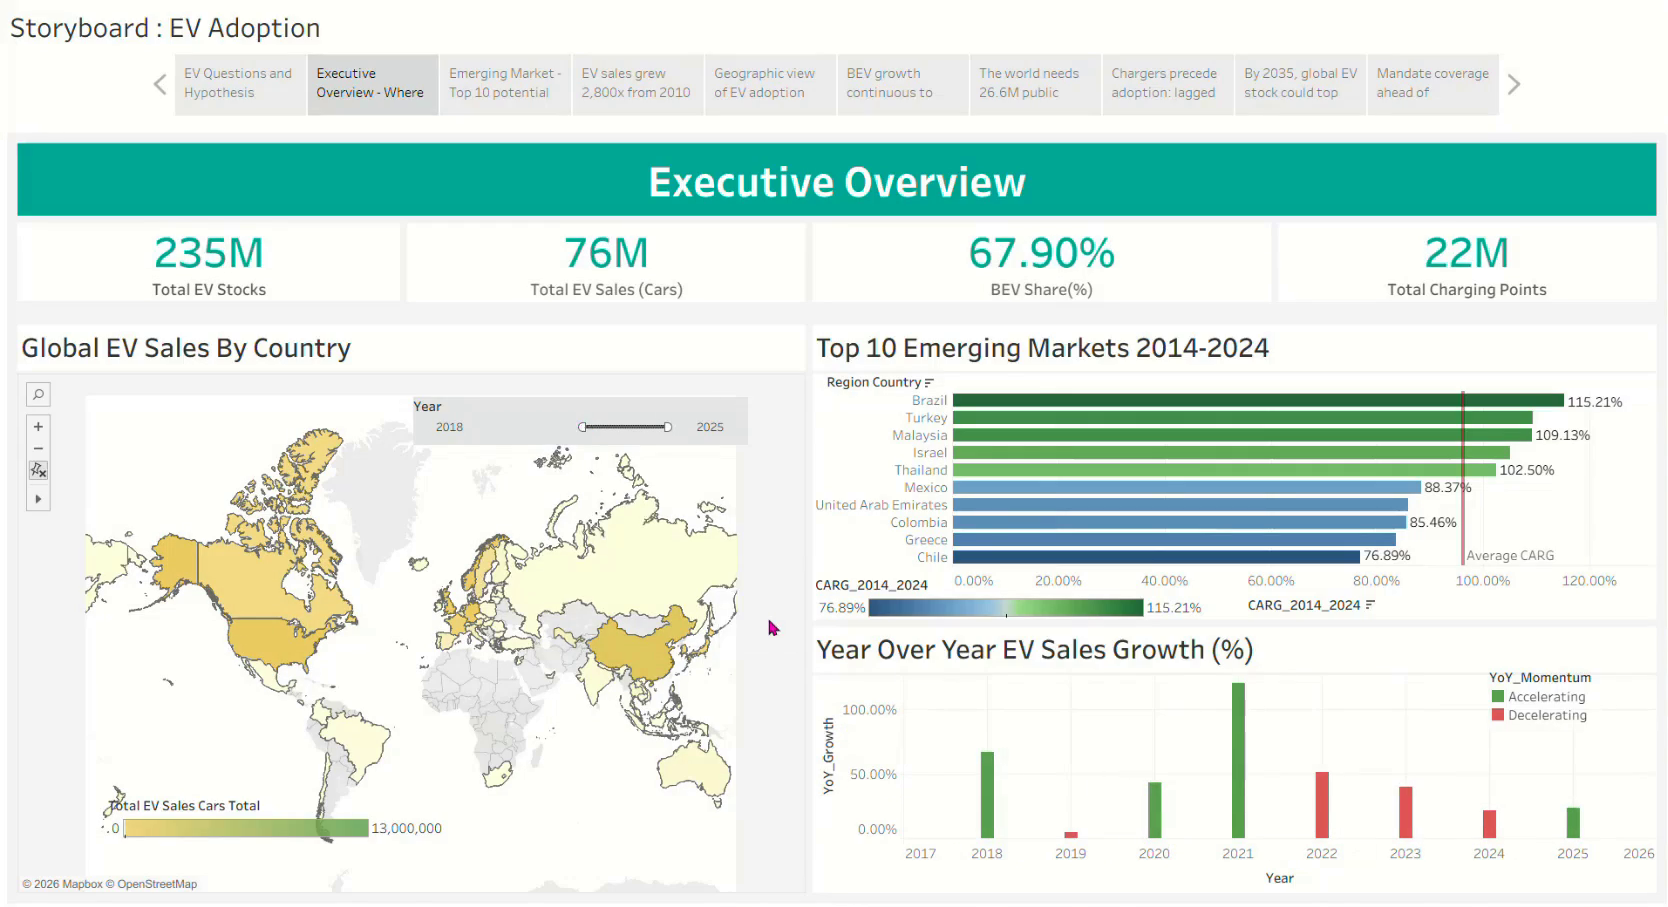 Storyboard : EV Adoption
EV Questions and
Hypothesis
Executive
Overview - Where
Emerging Market -
Top 10 potential
EV sales grew
2,800x from 2010
Geographic view
of EV adoption
BEV growth
continuous to
The world needs
26.6M public
Chargers precede
adoption: lagged
By 2035, global EV
stock could top
Mandate coverage
ahead of
Executive Overview
235M
Total EV Stocks
76M
Total EV Sales (Cars)
67.90%
BEV Share(%)
22M
Total Charging Points
Global EV Sales By Country
Year
2018
2025
Total EV Sales Cars Total
.0
13,000,000
© 2026 Mapbox © OpenStreetMap
Top 10 Emerging Markets 2014-2024
Region Country
Brazil 115.21%
Turkey
Malaysia 109.13%
Israel
Thailand 102.50%
Mexico 88.37%
United Arab Emirates
Colombia 85.46%
Greece
Chile 76.89%
Average CARG
0.00% 20.00% 40.00% 60.00% 80.00% 100.00% 120.00%
CARG_2014_2024
76.89% 115.21%
CARG_2014_2024
Year Over Year EV Sales Growth (%)
YoY_Momentum
Accelerating
Decelerating
YoY_Growth
100.00%
50.00%
0.00%
2017 2018 2019 2020 2021 2022 2023 2024 2025 2026
Year